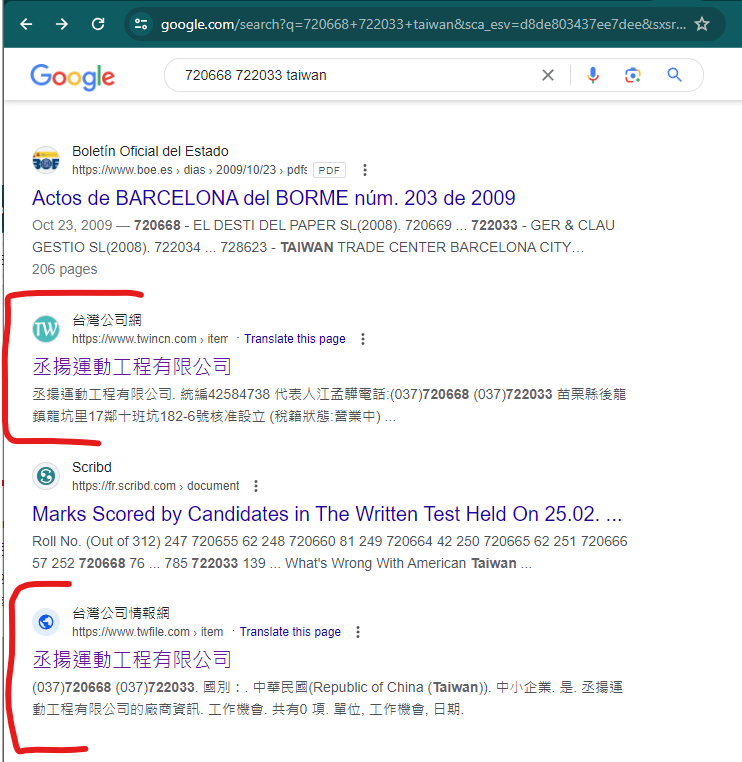 google.com/search?q=720668+722033+taiwan&sca_esv=d8de803437ee7dee&sxsr...
Google
720668 722033 taiwan
Boletín Oficial del Estado
https://www.boe.es › dias › 2009/10/23 › pdfs PDF
Actos de BARCELONA del BORME núm. 203 de 2009
Oct 23, 2009 — 720668 - EL DESTI DEL PAPER SL(2008). 720669 ... 722033 - GER & CLAU
GESTIO SL(2008). 722034 ... 728623 - TAIWAN TRADE CENTER BARCELONA CITY…
206 pages
TW
台灣公司網
https://www.twincn.com › item · Translate this page
丞揚運動工程有限公司
丞揚運動工程有限公司. 統編42584738 代表人江孟驊電話:(037)720668 (037)722033 苗栗縣後龍
鎮龍坑里17鄰十班坑182-6號核准設立 (稅籍狀態:營業中) ...
Scribd
https://fr.scribd.com › document
Marks Scored by Candidates in The Written Test Held On 25.02. ...
Roll No. (Out of 312) 247 720655 62 248 720660 81 249 720664 42 250 720665 62 251 720666
57 252 720668 76 ... 785 722033 139 ... What's Wrong With American Taiwan ...
台灣公司情報網
https://www.twfile.com › item · Translate this page
丞揚運動工程有限公司
(037)720668 (037)722033. 國別：. 中華民國(Republic of China (Taiwan)). 中小企業. 是. 丞揚運
動工程有限公司的廠商資訊. 工作機會. 共有0 項. 單位, 工作機會, 日期.